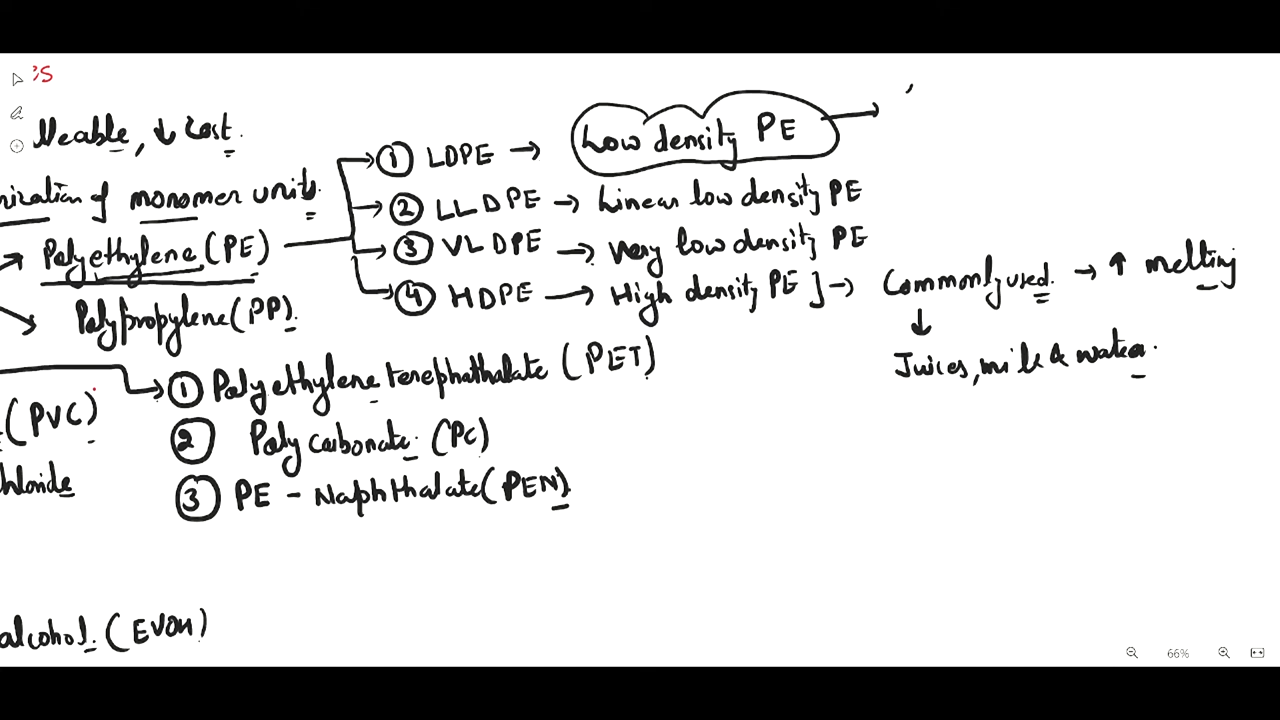 Meable, ↓ Cost.
nization of monomer units.
Polyethylene (PE)
Polypropylene (PP).
① LDPE → Low density PE →
② LLDPE → Linear low density PE
③ VLDPE → Very low density PE
④ HDPE → High density PE ] → Commonly used. → ↑ melting
↓
Juices, milk & water.
① Polyethylene terephathalate (PET)
(PVC)
② Polycarbonate. (PC)
hloride
③ PE - Naphthalate (PEN)
alcohol. (EVOH)
66%